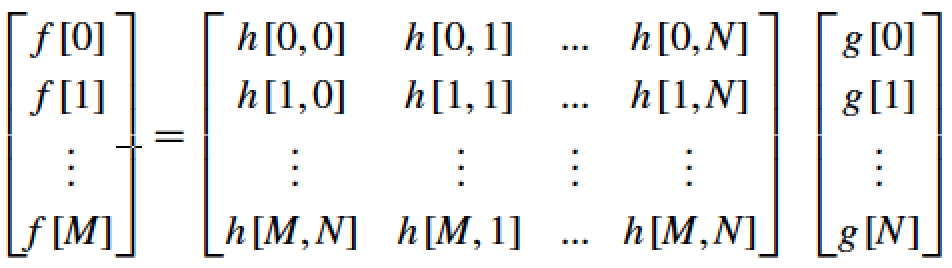 f[0] h[0,0] h[0,1] ... h[0,N] g[0]
f[1] h[1,0] h[1,1] ... h[1,N] g[1]
⋮ = ⋮ ⋮ ⋮ ⋮ ⋮
f[M] h[M,N] h[M,1] ... h[M,N] g[N]